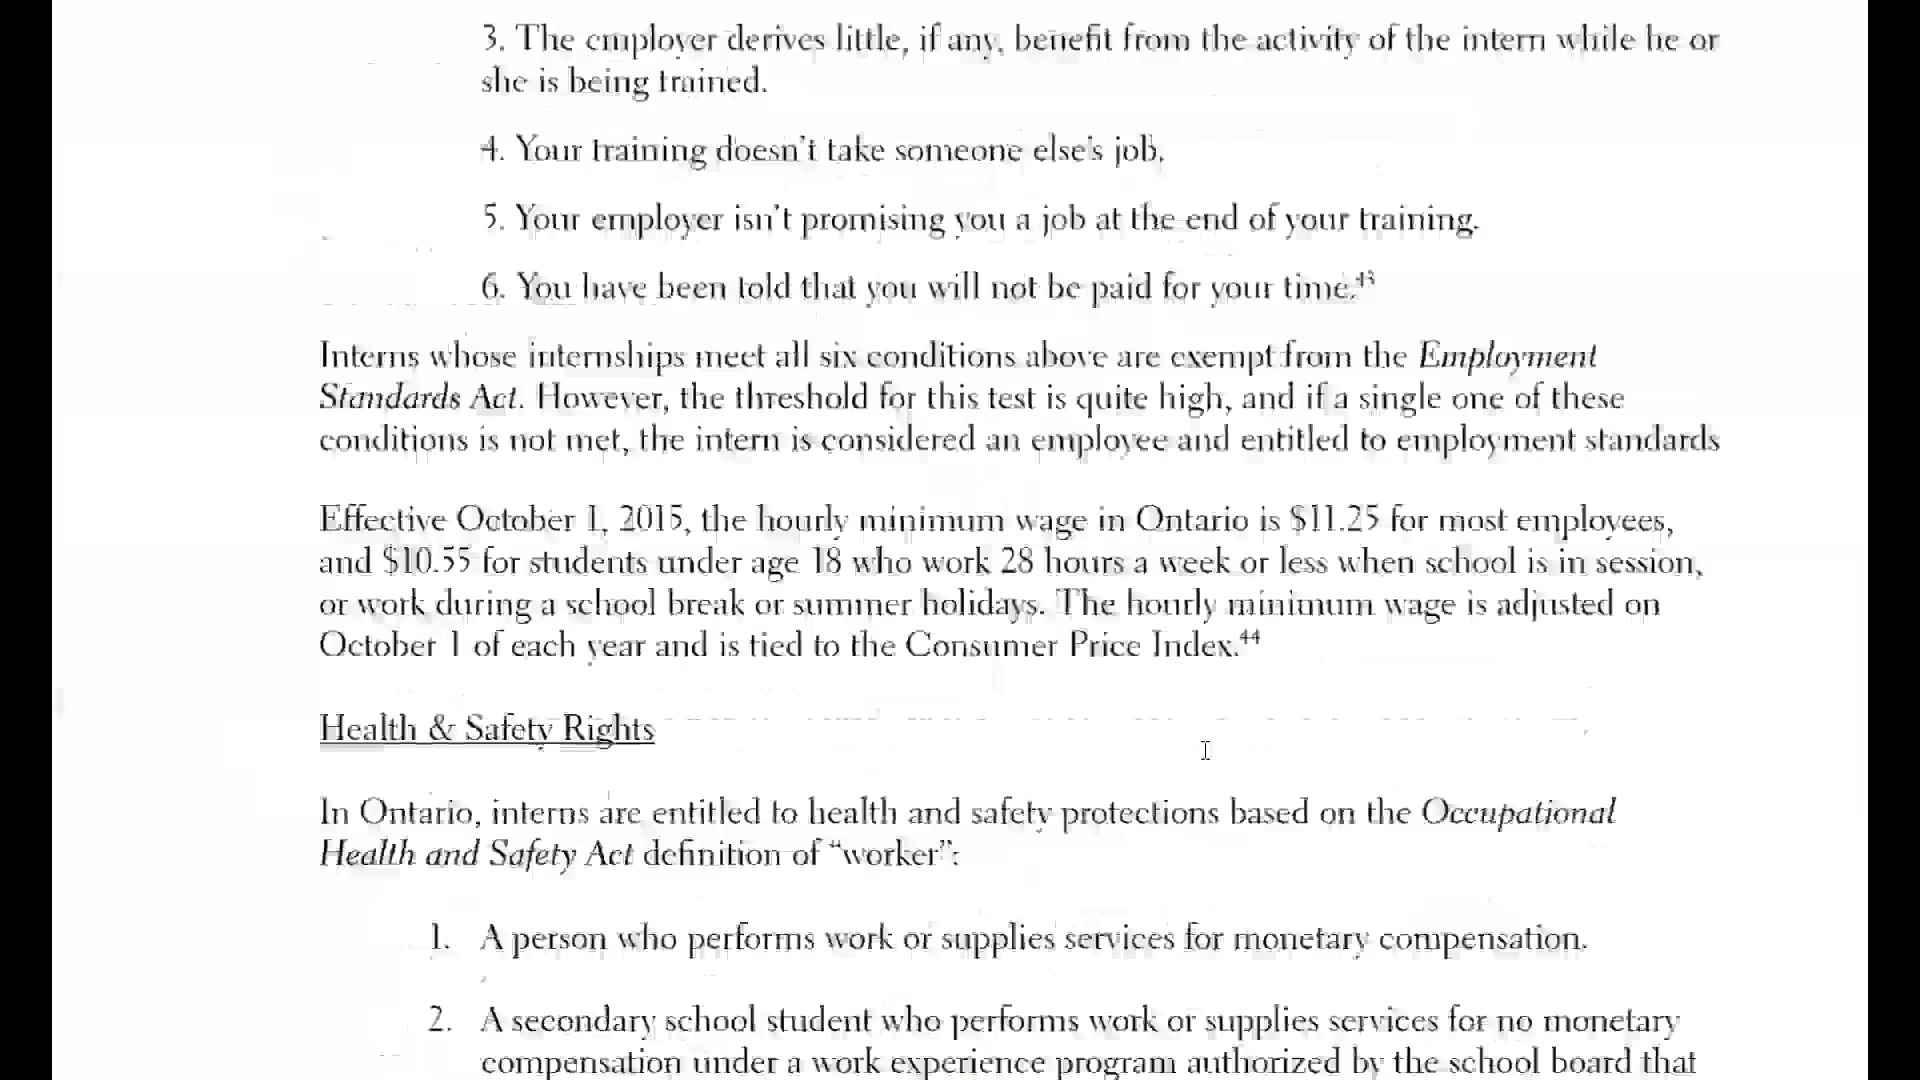 3. The employer derives little, if any, benefit from the activity of the intern while he or
she is being trained.
4. Your training doesn't take someone else's job.
5. Your employer isn't promising you a job at the end of your training.
6. You have been told that you will not be paid for your time.⁴³
Interns whose internships meet all six conditions above are exempt from the Employment
Standards Act. However, the threshold for this test is quite high, and if a single one of these
conditions is not met, the intern is considered an employee and entitled to employment standards
Effective October 1, 2015, the hourly minimum wage in Ontario is $11.25 for most employees,
and $10.55 for students under age 18 who work 28 hours a week or less when school is in session,
or work during a school break or summer holidays. The hourly minimum wage is adjusted on
October 1 of each year and is tied to the Consumer Price Index.⁴⁴
Health & Safety Rights
In Ontario, interns are entitled to health and safety protections based on the Occupational
Health and Safety Act definition of “worker”:
1. A person who performs work or supplies services for monetary compensation.
2. A secondary school student who performs work or supplies services for no monetary
compensation under a work experience program authorized by the school board that